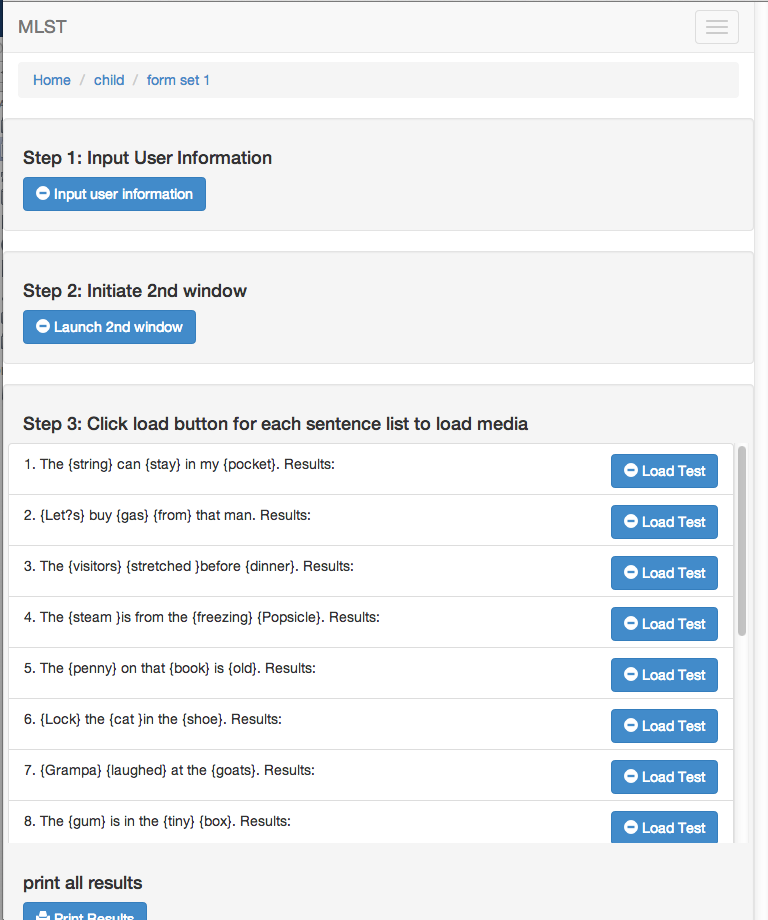 MLST
Home / child / form set 1
Step 1: Input User Information
Input user information
Step 2: Initiate 2nd window
Launch 2nd window
Step 3: Click load button for each sentence list to load media
1. The {string} can {stay} in my {pocket}. Results: Load Test
2. {Let?s} buy {gas} {from} that man. Results: Load Test
3. The {visitors} {stretched }before {dinner}. Results: Load Test
4. The {steam }is from the {freezing} {Popsicle}. Results: Load Test
5. The {penny} on that {book} is {old}. Results: Load Test
6. {Lock} the {cat }in the {shoe}. Results: Load Test
7. {Grampa} {laughed} at the {goats}. Results: Load Test
8. The {gum} is in the {tiny} {box}. Results: Load Test
print all results
Print Results